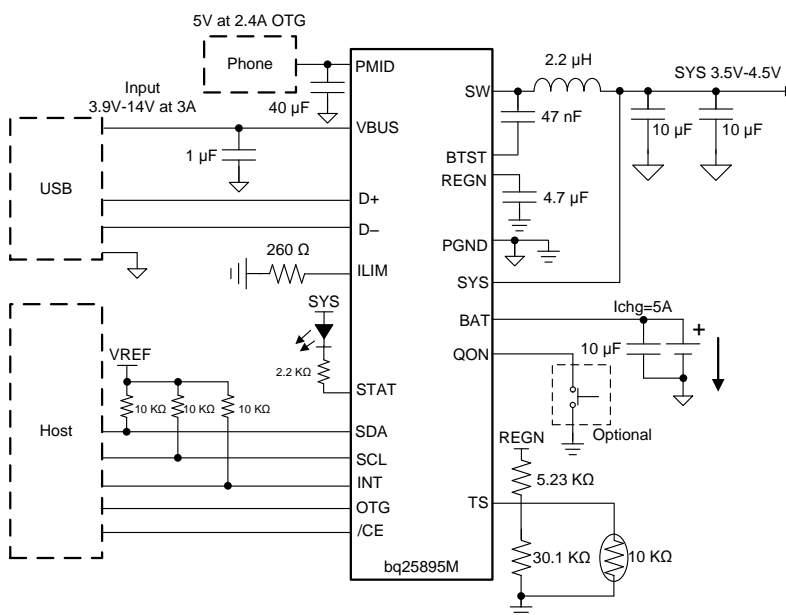 5V at 2.4A OTG
Phone
PMID
40 µF
Input
3.9V-14V at 3A
VBUS
1 µF
USB
D+
D–
260 Ω
ILIM
SYS
2.2 KΩ
STAT
VREF
10 KΩ
10 KΩ
10 KΩ
Host
SDA
SCL
INT
OTG
/CE
bq25895M
SW
2.2 µH
SYS 3.5V-4.5V
47 nF
10 µF
10 µF
BTST
REGN
4.7 µF
PGND
SYS
BAT
Ichg=5A
+
10 µF
QON
Optional
REGN
5.23 KΩ
TS
30.1 KΩ
10 KΩ